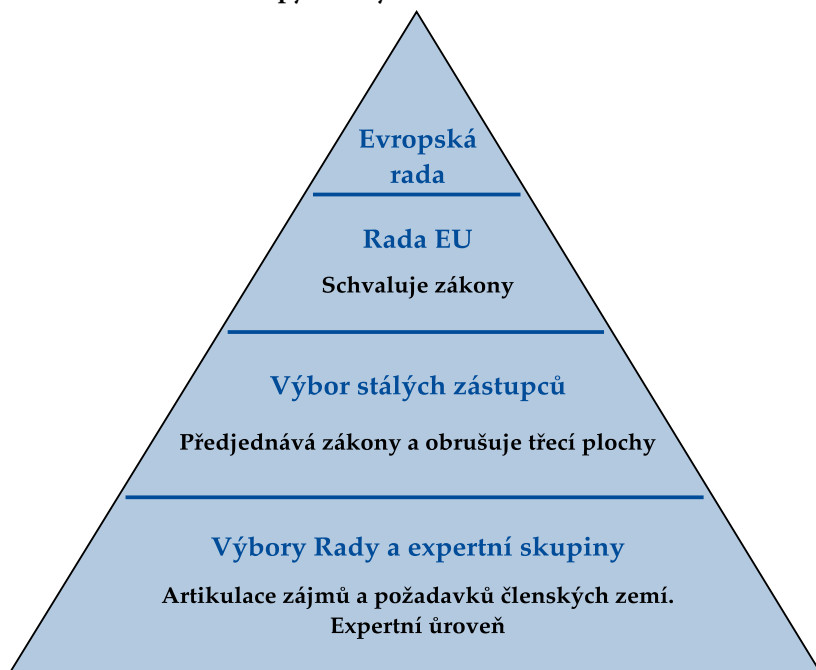 Evropská
rada
Rada EU
Schvaluje zákony
Výbor stálých zástupců
Předjednává zákony a obrušuje třecí plochy
Výbory Rady a expertní skupiny
Artikulace zájmů a požadavků členských zemí.
Expertní ůroveň